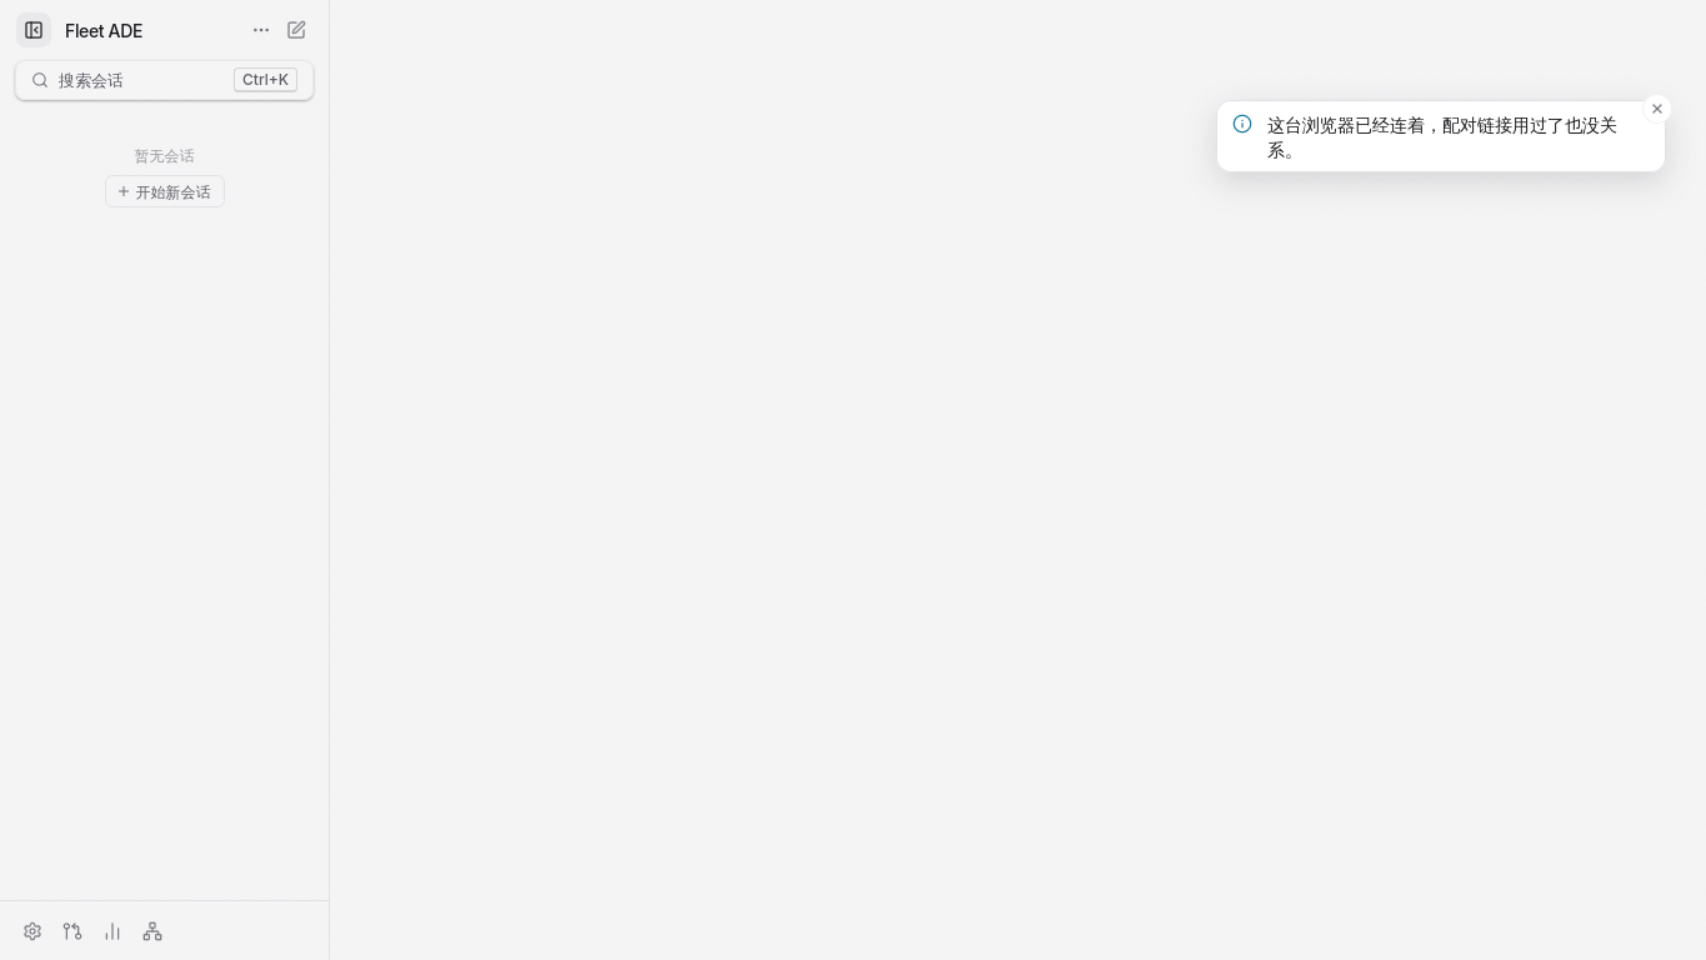 Fleet ADE
搜索会话 Ctrl+K
暂无会话
+ 开始新会话
这台浏览器已经连着，配对链接用过了也没关
系。